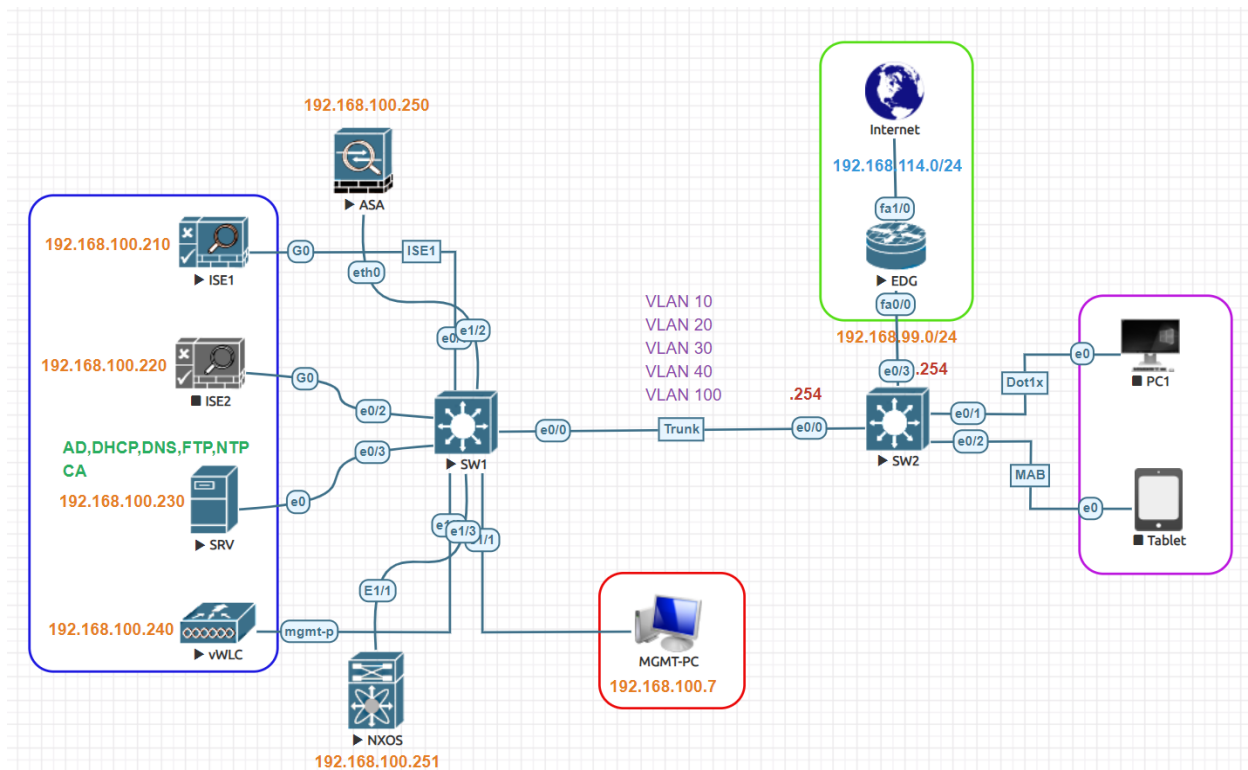 Internet
192.168.114.0/24
fa1/0
EDG
fa0/0
192.168.99.0/24
192.168.100.250
ASA
eth0
192.168.100.210
ISE1
G0
ISE1
e1/2
192.168.100.220
ISE2
G0
e0/2
AD,DHCP,DNS,FTP,NTP
CA
192.168.100.230
SRV
e0
e0/3
SW1
e0/0
Trunk
VLAN 10
VLAN 20
VLAN 30
VLAN 40
VLAN 100
.254
e0/0
e0/3
.254
SW2
e0/1
Dot1x
e0
PC1
e0/2
MAB
e0
Tablet
192.168.100.240
vWLC
mgmt-p
e1/3
E1/1
NXOS
192.168.100.251
MGMT-PC
192.168.100.7